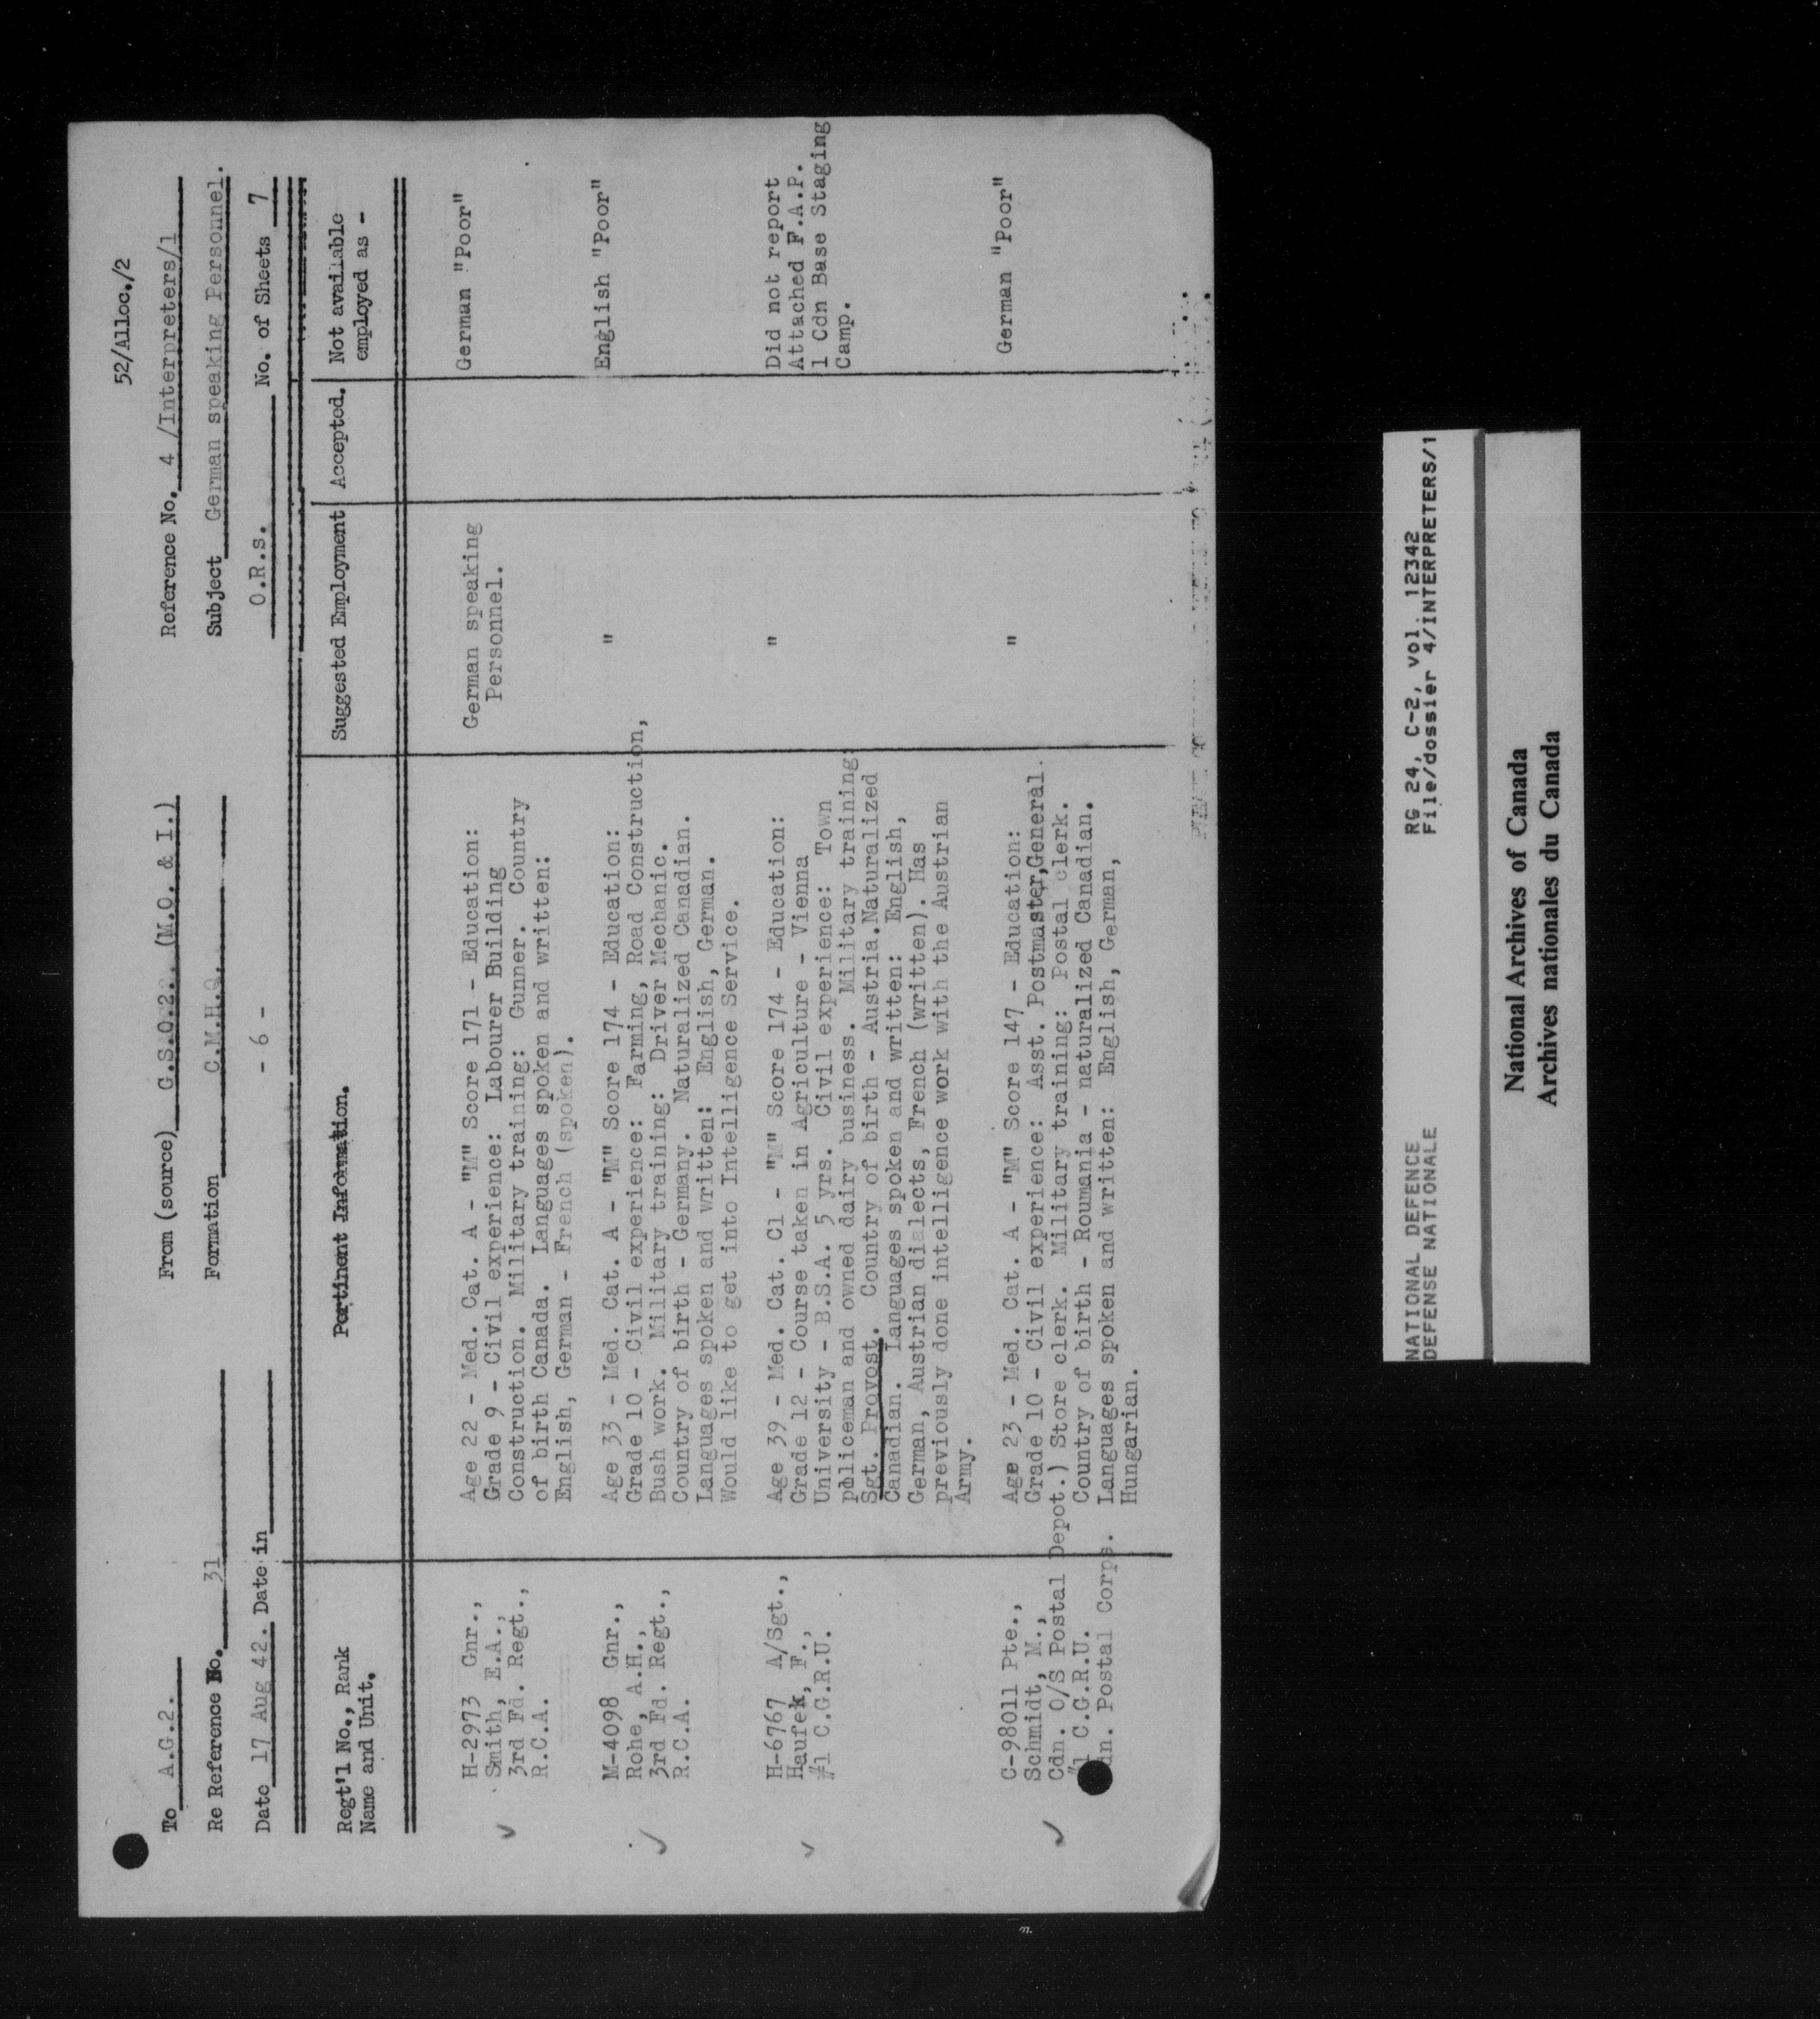 52/Alloc./2
To A.G.2. From (source) G.S.O.2. (M.O. & I.) Reference No. 4 /Interpreters/1
Re Reference No. 31 Formation C.M.H.Q. Subject German speaking Personnel.
Date 17 Aug 42. Date in - 6 - O.R.s. No. of Sheets 7
Regt'l No., Rank
Name and Unit.
Pertinent Information.
Suggested Employment
Accepted.
Not available
employed as -
H-2973 Gnr.,
Smith, E.A.,
3rd Fd. Regt.,
R.C.A.
Age 22 - Med. Cat. A - "M" Score 171 - Education:
Grade 9 - Civil experience: Labourer Building
Construction. Military training: Gunner. Country
of birth Canada. Languages spoken and written:
English, German - French (spoken).
German speaking
Personnel.
German "Poor"
M-4098 Gnr.,
Rohe, A.H.,
3rd Fd. Regt.,
R.C.A.
Age 33 - Med. Cat. A - "M" Score 174 - Education:
Grade 10 - Civil experience: Farming, Road Construction,
Bush work. Military training: Driver Mechanic.
Country of birth - Germany. Naturalized Canadian.
Languages spoken and written: English, German.
Would like to get into Intelligence Service.
"
English "Poor"
H-6767 A/Sgt.,
Haufek, F.,
#1 C.G.R.U.
Age 39 - Med. Cat. C1 - "M" Score 174 - Education:
Grade 12 - Course taken in Agriculture - Vienna
University - B.S.A. 5 yrs. Civil experience: Town
policeman and owned dairy business. Military training:
Sgt. Provost. Country of birth - Austria.Naturalized
Canadian. Languages spoken and written: English,
German, Austrian dialects, French (written). Has
previously done intelligence work with the Austrian
Army.
"
Did not report
Attached F.A.P.
1 Cdn Base Staging
Camp.
C-98011 Pte.,
Schmidt, M.,
Cdn. O/S Postal Depot.)
#1 C.G.R.U.
Cdn. Postal Corps.
Age 23 - Med. Cat. A - "M" Score 147 - Education:
Grade 10 - Civil experience: Asst. Postmaster,General
Store clerk. Military training: Postal clerk.
Country of birth - Roumania - naturalized Canadian.
Languages spoken and written: English, German,
Hungarian.
"
German "Poor"
NATIONAL DEFENCE RG 24, C-2, vol. 12342
DEFENSE NATIONALE File/dossier 4/INTERPRETERS/1
National Archives of Canada
Archives nationales du Canada